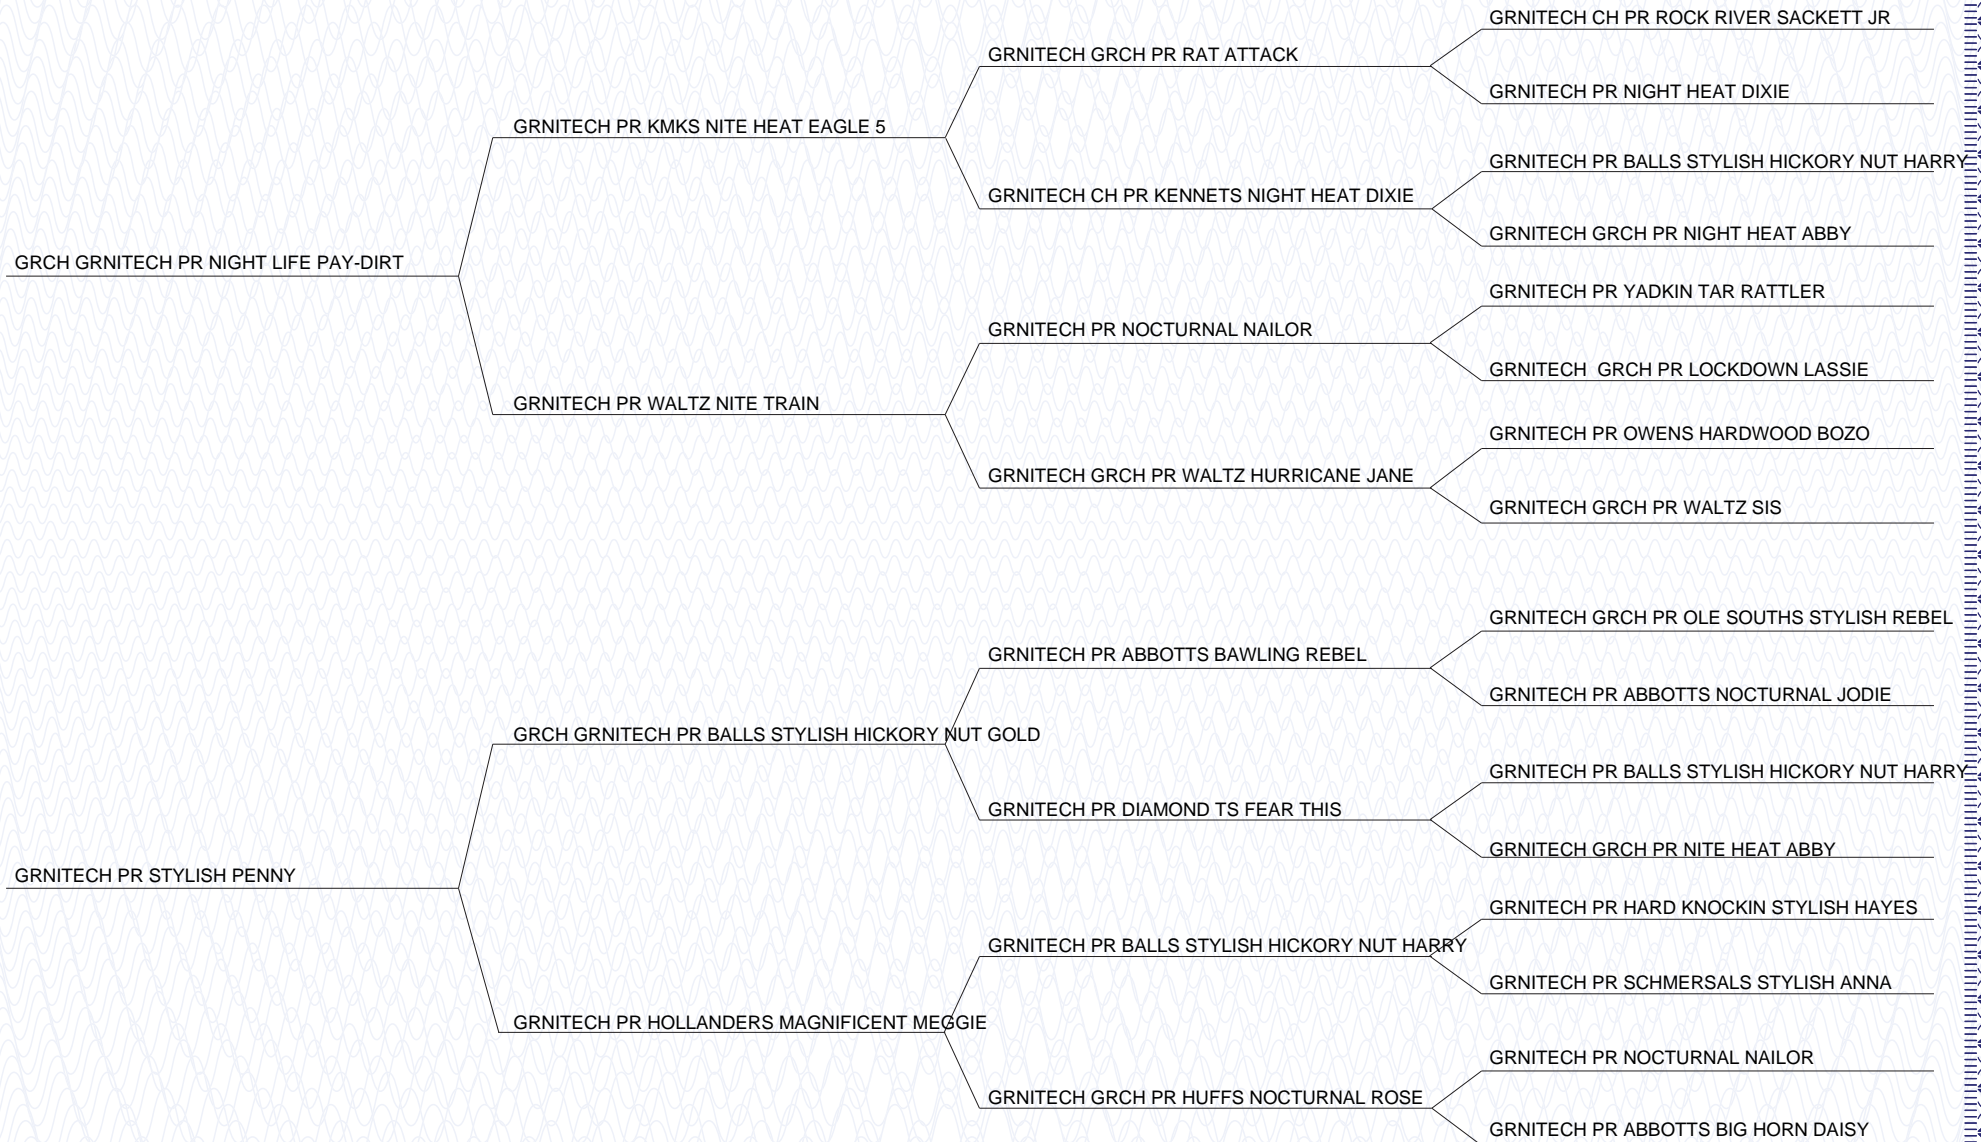 GRNITECH CH PR ROCK RIVER SACKETT JR
GRNITECH GRCH PR RAT ATTACK
GRNITECH PR NIGHT HEAT DIXIE
GRNITECH PR KMKS NITE HEAT EAGLE 5
GRNITECH PR BALLS STYLISH HICKORY NUT HARRY
GRNITECH CH PR KENNETS NIGHT HEAT DIXIE
GRNITECH GRCH PR NIGHT HEAT ABBY
GRCH GRNITECH PR NIGHT LIFE PAY-DIRT
GRNITECH PR YADKIN TAR RATTLER
GRNITECH PR NOCTURNAL NAILOR
GRNITECH  GRCH PR LOCKDOWN LASSIE
GRNITECH PR WALTZ NITE TRAIN
GRNITECH PR OWENS HARDWOOD BOZO
GRNITECH GRCH PR WALTZ HURRICANE JANE
GRNITECH GRCH PR WALTZ SIS
GRNITECH GRCH PR OLE SOUTHS STYLISH REBEL
GRNITECH PR ABBOTTS BAWLING REBEL
GRNITECH PR ABBOTTS NOCTURNAL JODIE
GRCH GRNITECH PR BALLS STYLISH HICKORY NUT GOLD
GRNITECH PR BALLS STYLISH HICKORY NUT HARRY
GRNITECH PR DIAMOND TS FEAR THIS
GRNITECH GRCH PR NITE HEAT ABBY
GRNITECH PR STYLISH PENNY
GRNITECH PR HARD KNOCKIN STYLISH HAYES
GRNITECH PR BALLS STYLISH HICKORY NUT HARRY
GRNITECH PR SCHMERSALS STYLISH ANNA
GRNITECH PR HOLLANDERS MAGNIFICENT MEGGIE
GRNITECH PR NOCTURNAL NAILOR
GRNITECH GRCH PR HUFFS NOCTURNAL ROSE
GRNITECH PR ABBOTTS BIG HORN DAISY